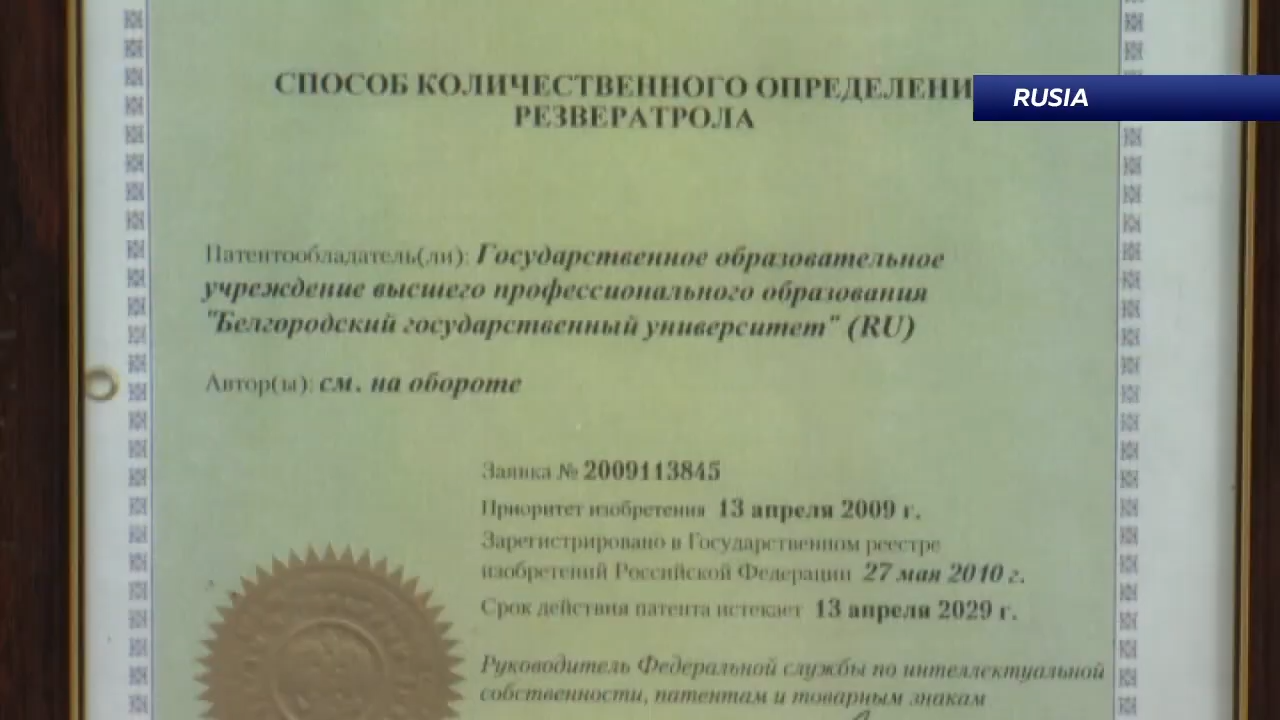 СПОСОБ КОЛИЧЕСТВЕННОГО ОПРЕДЕЛЕНИ
РЕЗВЕРАТРОЛА
RUSIA
Патентообладатель(ли): Государственное образовательное
учреждение высшего профессионального образования
"Белгородский государственный университет" (RU)
Автор(ы): см. на обороте
Заявка № 2009113845
Приоритет изобретения 13 апреля 2009 г.
Зарегистрировано в Государственном реестре
изобретений Российской Федерации 27 мая 2010 г.
Срок действия патента истекает 13 апреля 2029 г.
Руководитель Федеральной службы по интеллектуальной
собственности, патентам и товарным знакам